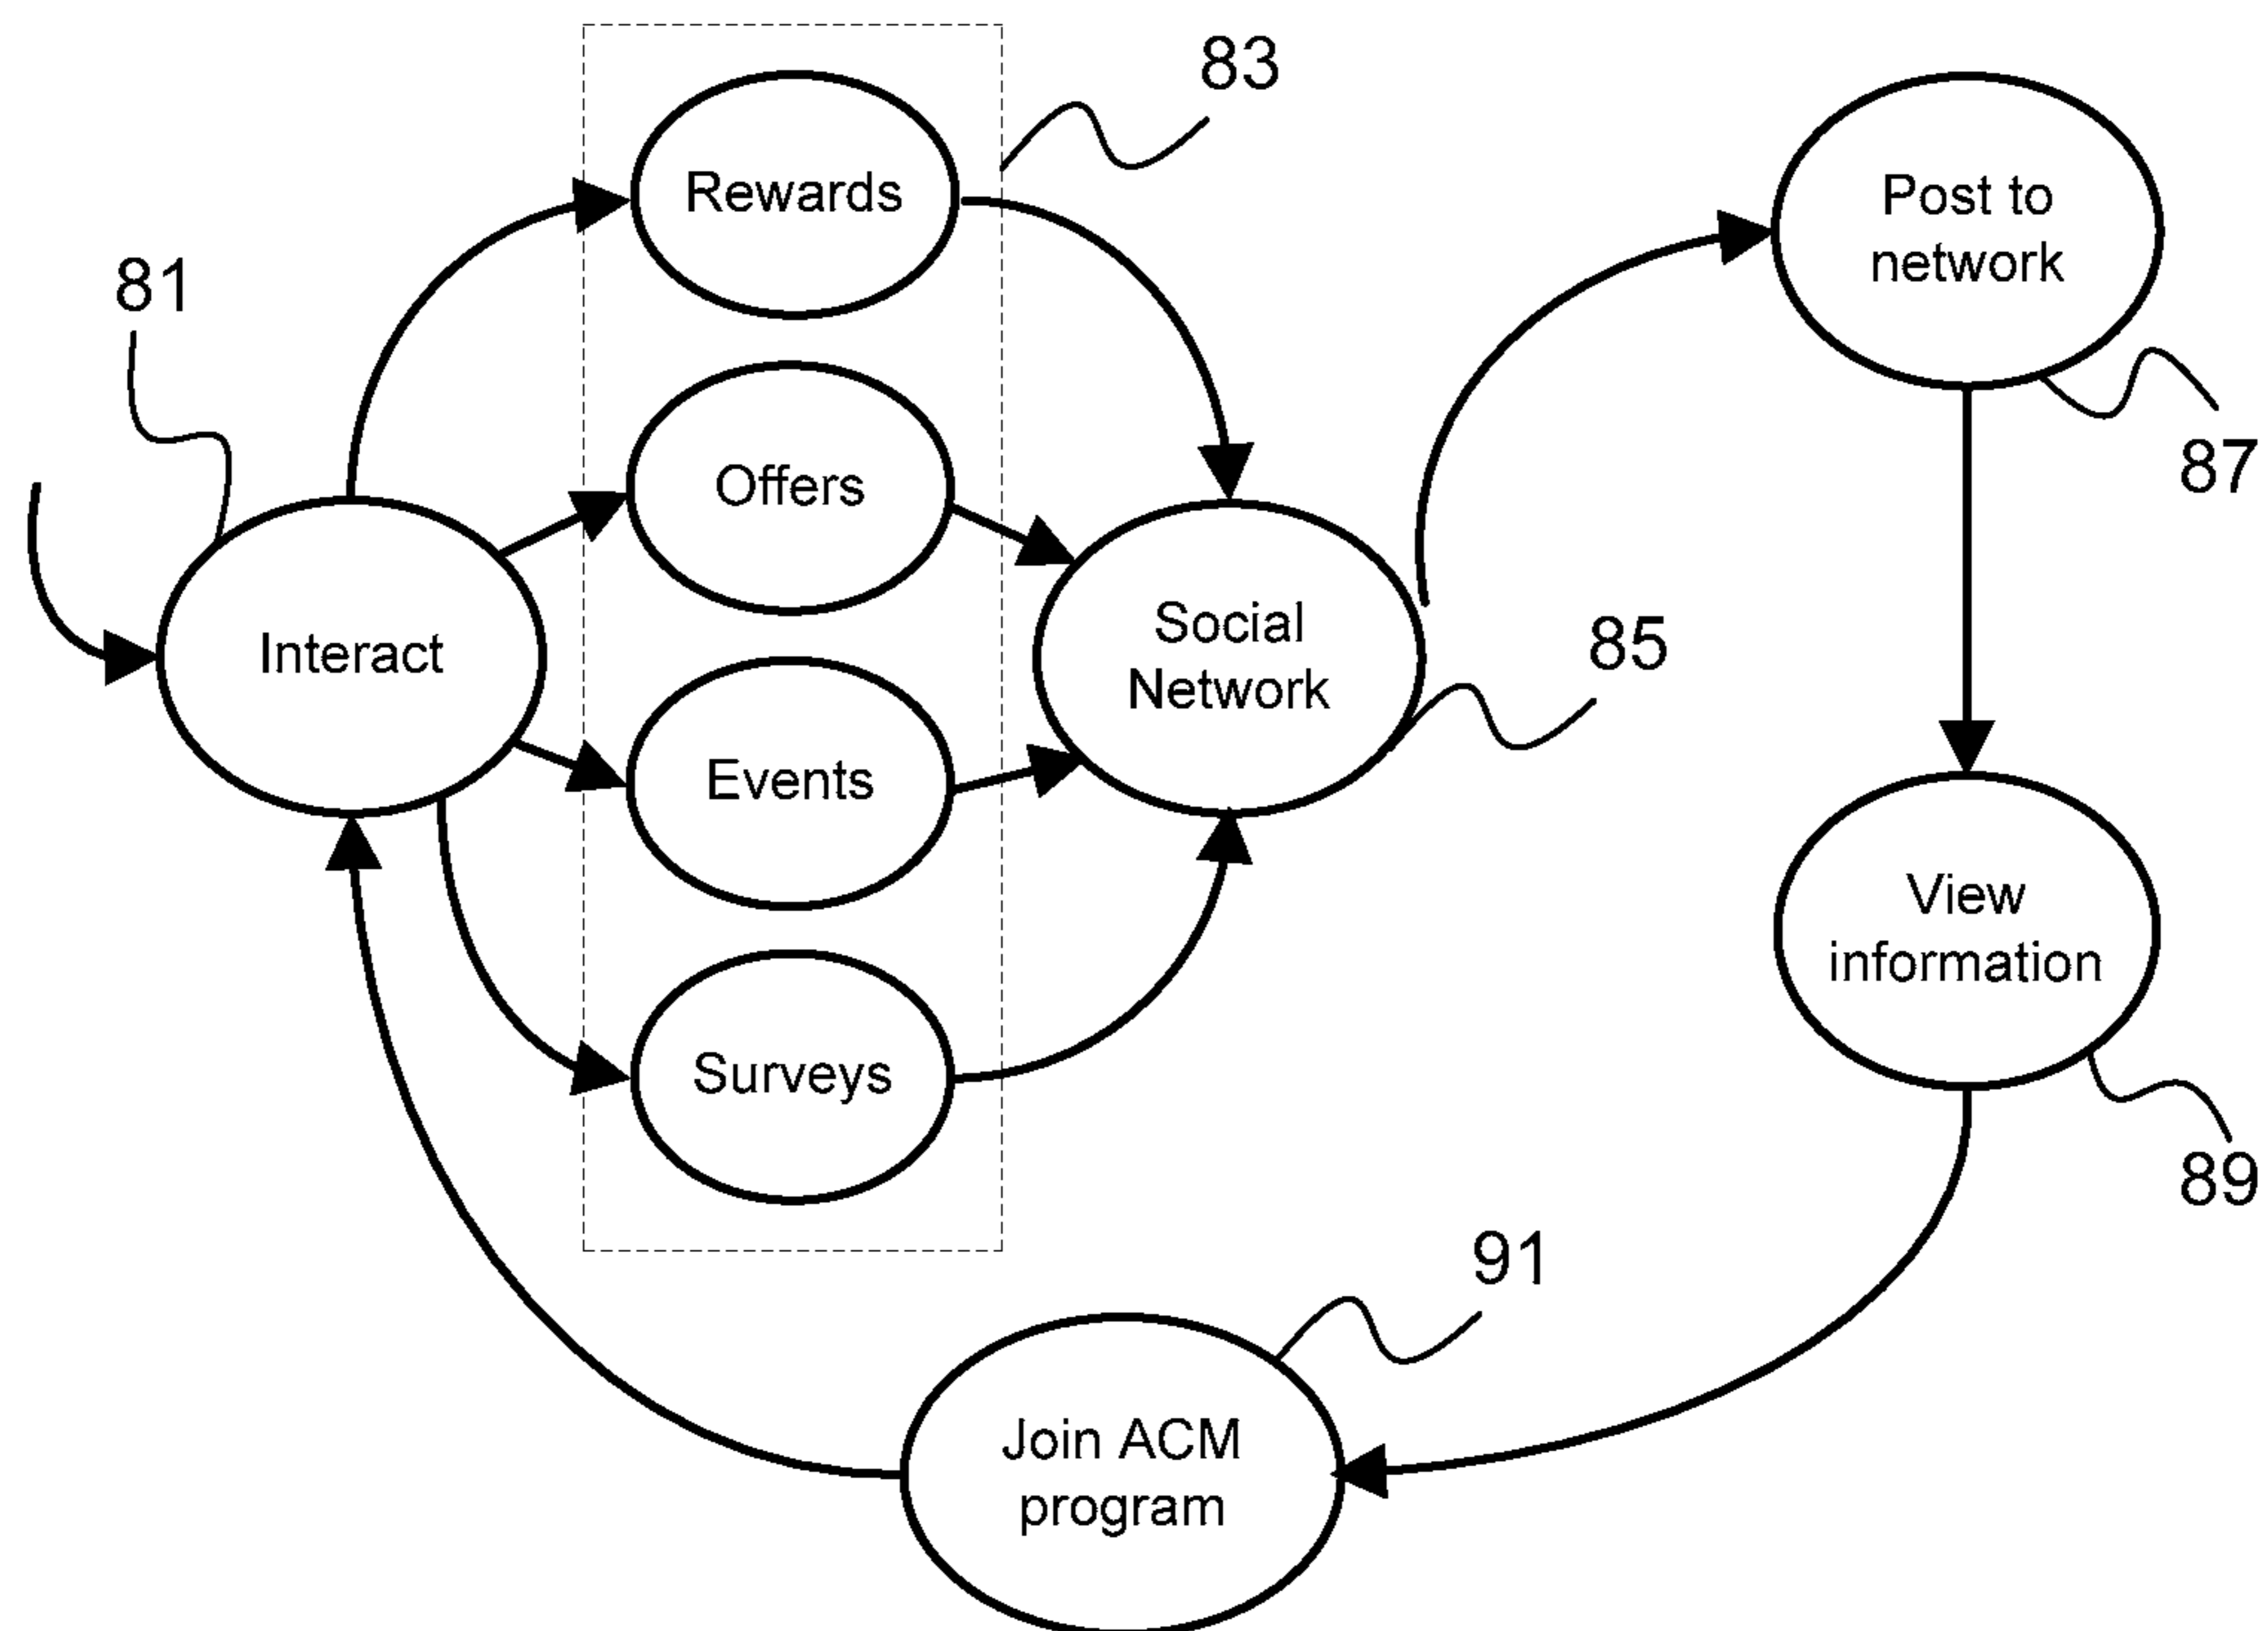 83
Rewards
Post to
network
81
87
Offers
Social
Network
85
Interact
Events
View
information
Surveys
89
91
Join ACM
program